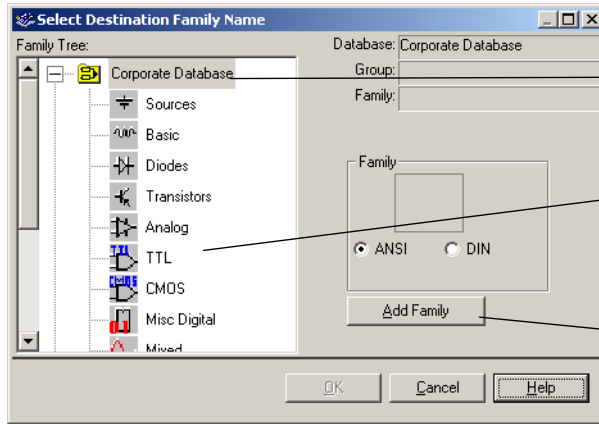 Select Destination Family Name
Family Tree:
Corporate Database
Sources
Basic
Diodes
Transistors
Analog
TTL
TTL
CMOS
CMOS
Misc Digital
Mixed
Database: Corporate Database
Group:
Family:
Family
ANSI DIN
Add Family
OK Cancel Help